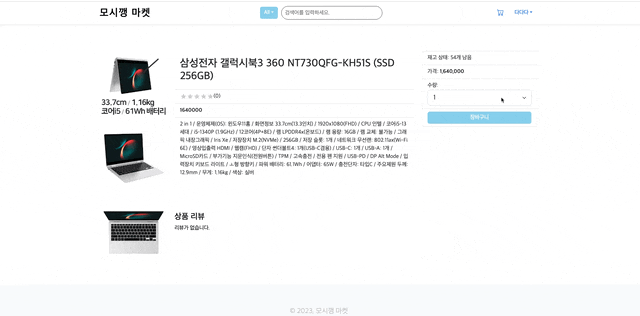 모시깽 마켓
All
검색어를 입력하세요.
삼성전자 갤럭시북3 360 NT730QFG-KH51S (SSD
256GB)
33.7cm / 1.16kg
코어i5 / 61Wh 배터리
(0)
1640000
2 in 1 / 운영체제(OS): 윈도우11홈 / 화면정보 33.7cm(13.3인치) / 1920x1080(FHD) / CPU 인텔 / 코어i5-13
세대 / i5-1340P (1.9GHz) / 12코어(4P+8E) / 램 LPDDR4x(온보드) / 램 용량: 16GB / 램 교체: 불가능 / 그래
픽 내장그래픽 / Iris Xe / 저장장치 M.2(NVMe) / 256GB / 저장 슬롯: 1개 / 네트워크 무선랜: 802.11ax(Wi-Fi
6E) / 영상입출력 HDMI / 웹캠(FHD) / 단자 썬더볼트4: 1개(USB-C겸용) / USB-C: 1개 / USB-A: 1개 /
MicroSD카드 / 부가기능 지문인식(전원버튼) / TPM / 고속충전 / 전용 펜 지원 / USB-PD / DP Alt Mode / 입
력장치 키보드 라이트 / ㅗ형 방향키 / 파워 배터리: 61.1Wh / 어댑터: 65W / 충전단자: 타입C / 주요제원 두께:
12.9mm / 무게: 1.16kg / 색상: 실버
재고 상태: 54개 남음
가격: 1,640,000
수량:
1
장바구니
상품 리뷰
리뷰가 없습니다.
© 2023, 모시깽 마켓